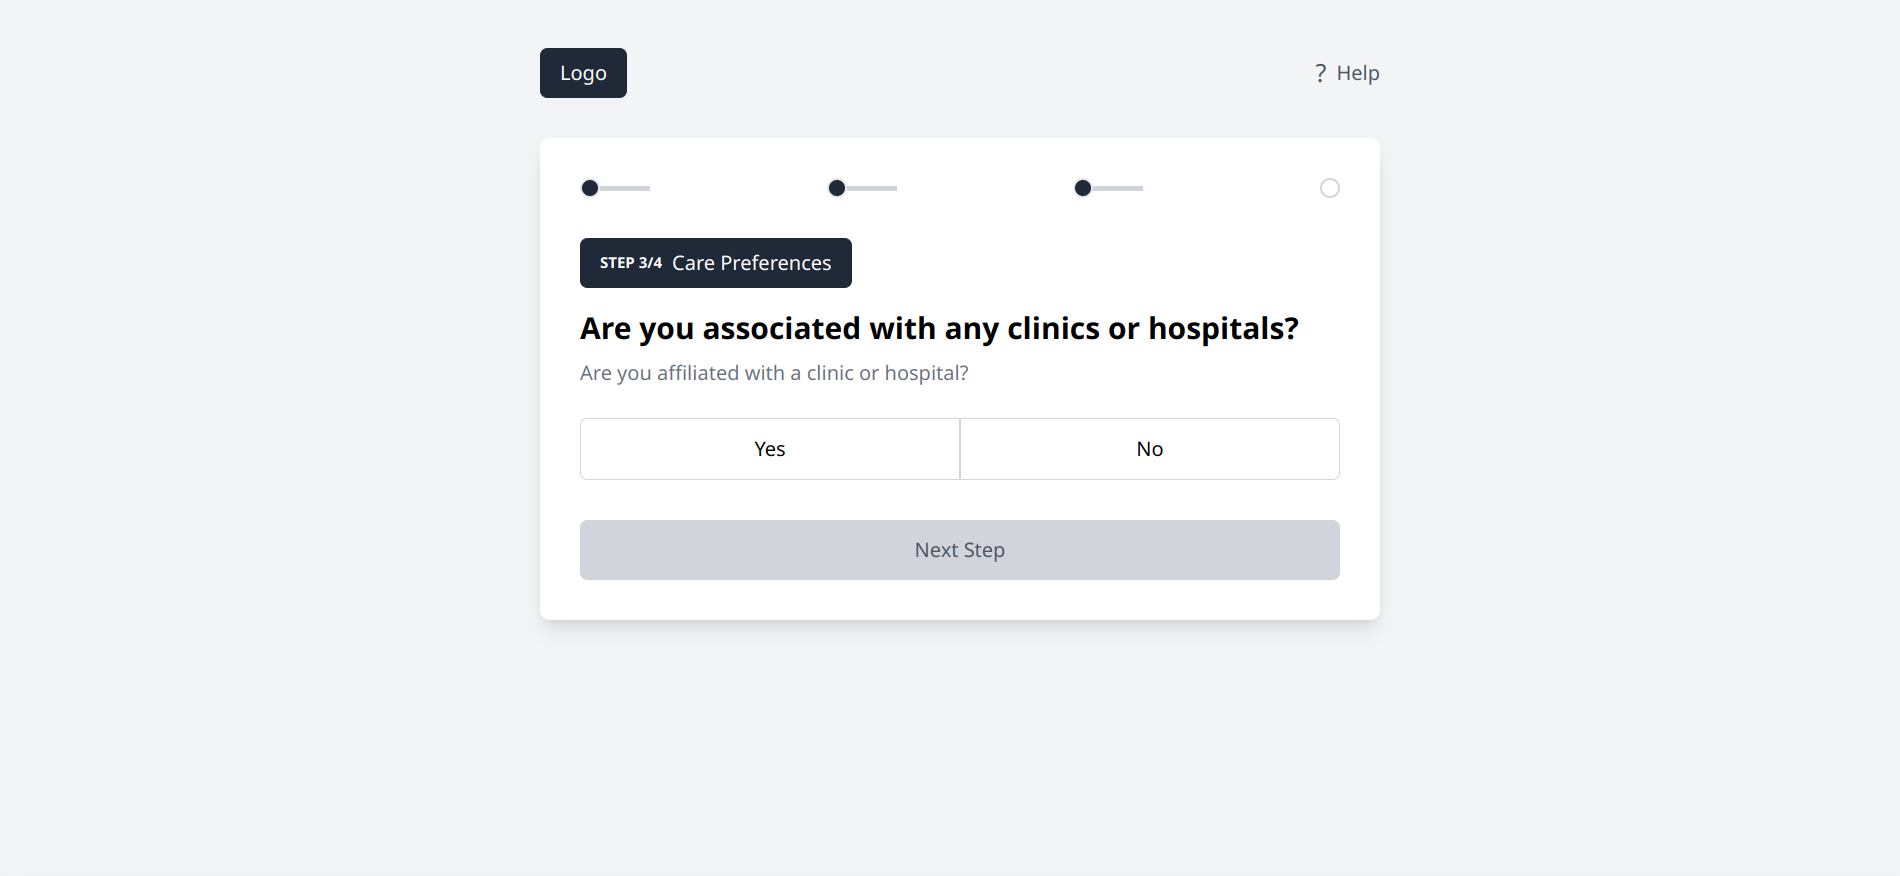 Logo
? Help
STEP 3/4 Care Preferences
Are you associated with any clinics or hospitals?
Are you affiliated with a clinic or hospital?
Yes No
Next Step